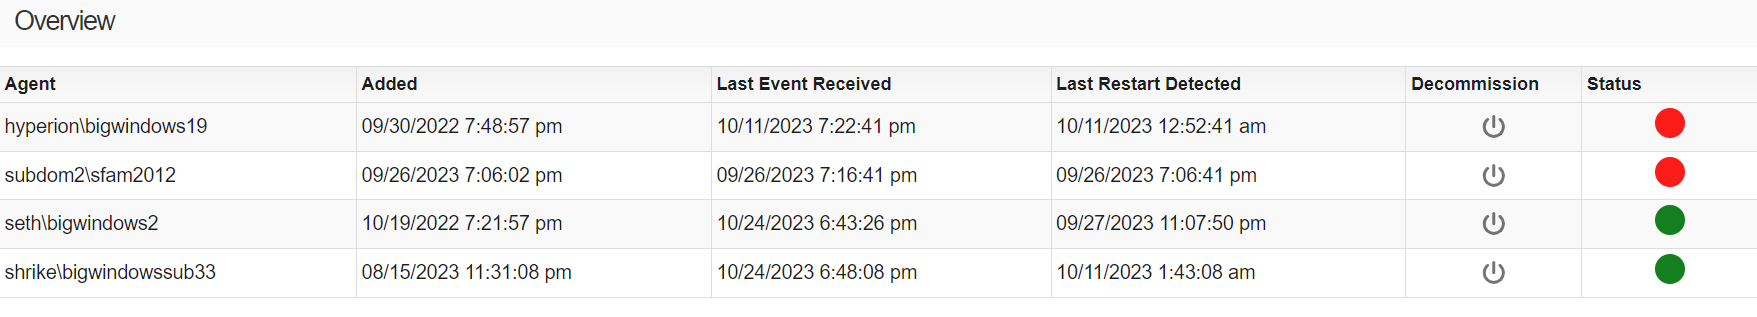 Overview
Agent Added Last Event Received Last Restart Detected Decommission Status
hyperion\bigwindows19 09/30/2022 7:48:57 pm 10/11/2023 7:22:41 pm 10/11/2023 12:52:41 am
subdom2\sfam2012 09/26/2023 7:06:02 pm 09/26/2023 7:16:41 pm 09/26/2023 7:06:41 pm
seth\bigwindows2 10/19/2022 7:21:57 pm 10/24/2023 6:43:26 pm 09/27/2023 11:07:50 pm
shrike\bigwindowssub33 08/15/2023 11:31:08 pm 10/24/2023 6:48:08 pm 10/11/2023 1:43:08 am